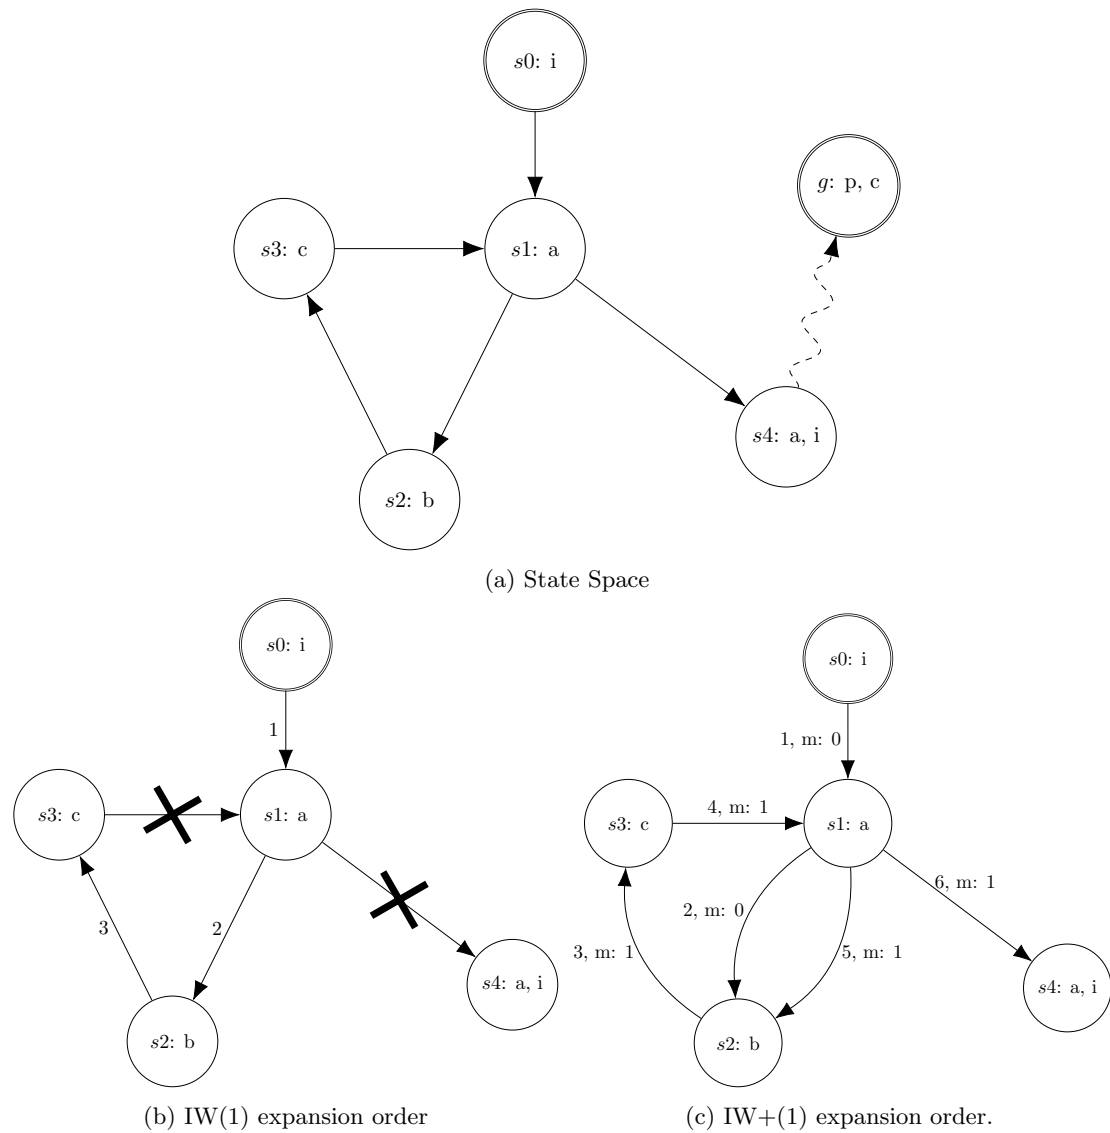 s0: i
g: p, c
s3: c
s1: a
s4: a, i
s2: b
(a) State Space
s0: i
1
s3: c
s1: a
3
2
s4: a, i
s2: b
(b) IW(1) expansion order
s0: i
1, m: 0
4, m: 1
s3: c
s1: a
6, m: 1
2, m: 0
3, m: 1
5, m: 1
s4: a, i
s2: b
(c) IW+(1) expansion order.